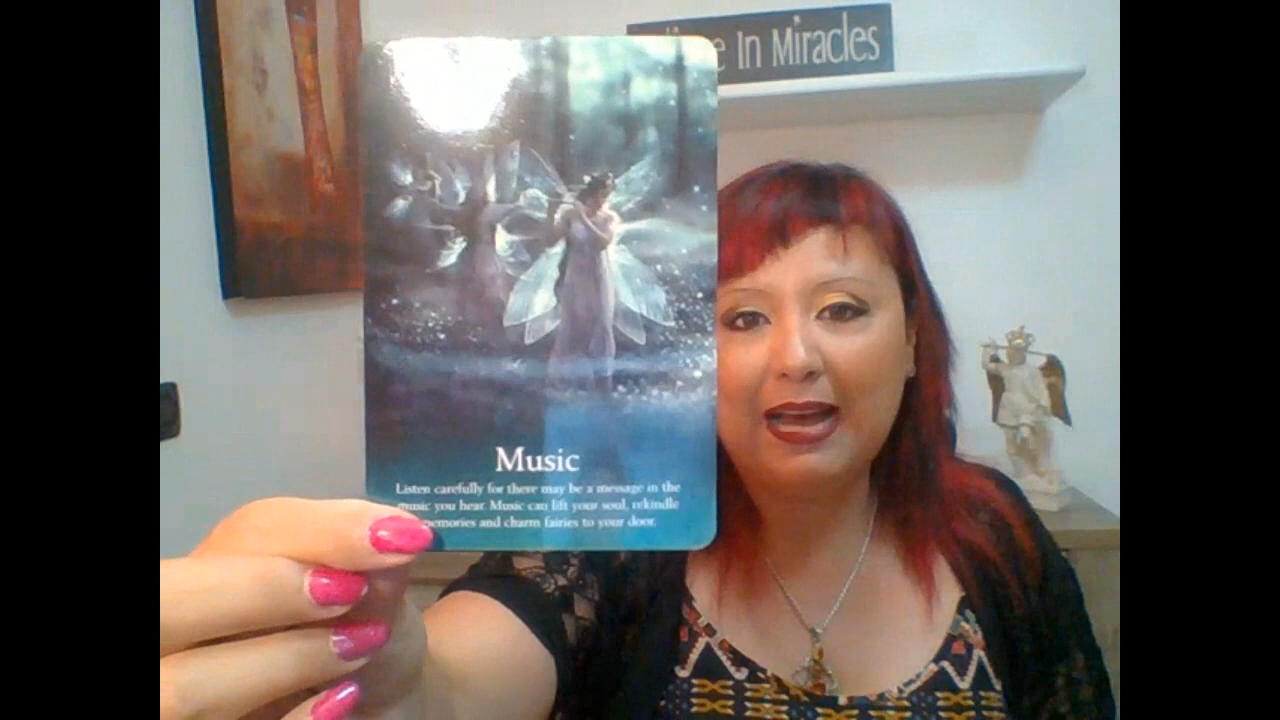 In Miracles
Music
Listen carefully for there may be a message in the
music you hear. Music can lift your soul, rekindle
memories and charm fairies to your door.